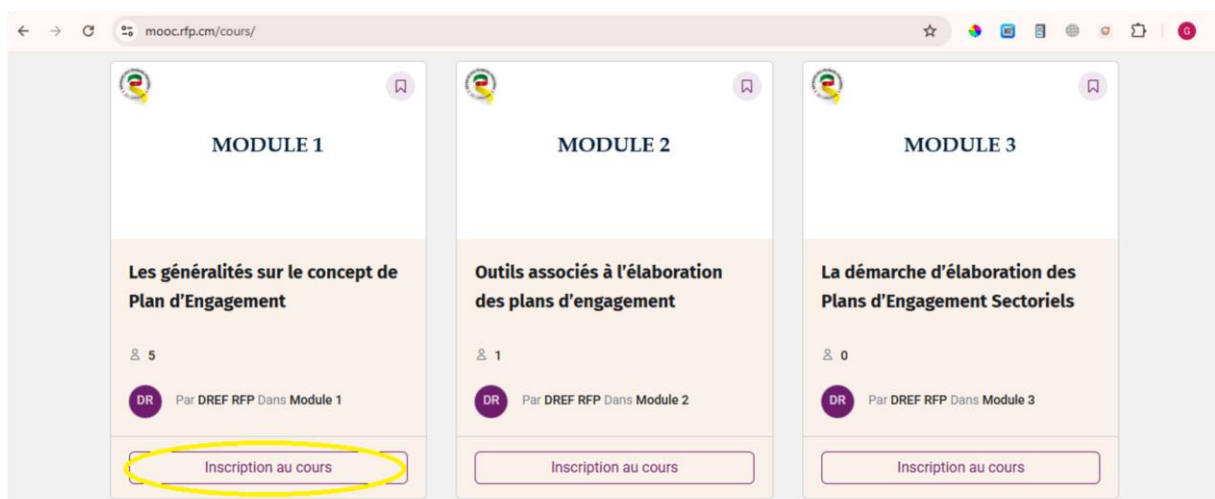 mooc.rfp.cm/cours/
G
MODULE 1
Les généralités sur le concept de
Plan d'Engagement
5
DR
Par DREF RFP Dans Module 1
Inscription au cours
MODULE 2
Outils associés à l'élaboration
des plans d'engagement
1
DR
Par DREF RFP Dans Module 2
Inscription au cours
MODULE 3
La démarche d'élaboration des
Plans d'Engagement Sectoriels
0
DR
Par DREF RFP Dans Module 3
Inscription au cours